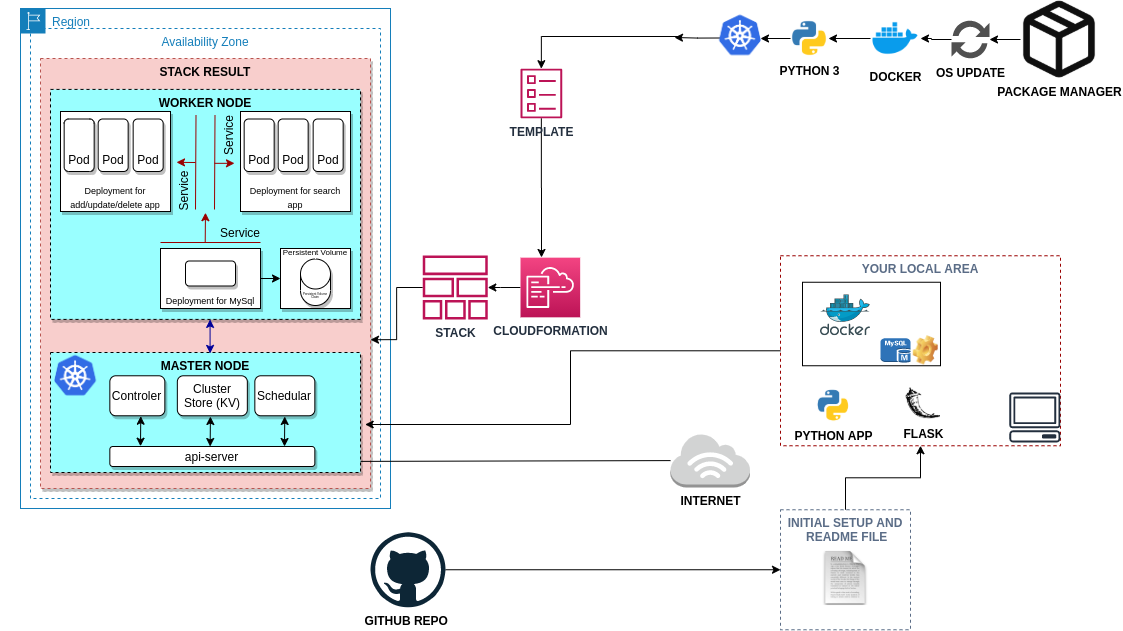 Region
Availability Zone
STACK RESULT
WORKER NODE
Pod
Pod
Pod
Deployment for
add/update/delete app
Service
Service
Pod
Pod
Pod
Deployment for search
app
Service
Deployment for MySql
Persistent Volume
MASTER NODE
Controler
Cluster
Store (KV)
Schedular
api-server
PYTHON 3
DOCKER
OS UPDATE
PACKAGE MANAGER
TEMPLATE
STACK
CLOUDFORMATION
YOUR LOCAL AREA
docker
MySQL
M
PYTHON APP
FLASK
INTERNET
INITIAL SETUP AND
README FILE
READ ME
GITHUB REPO